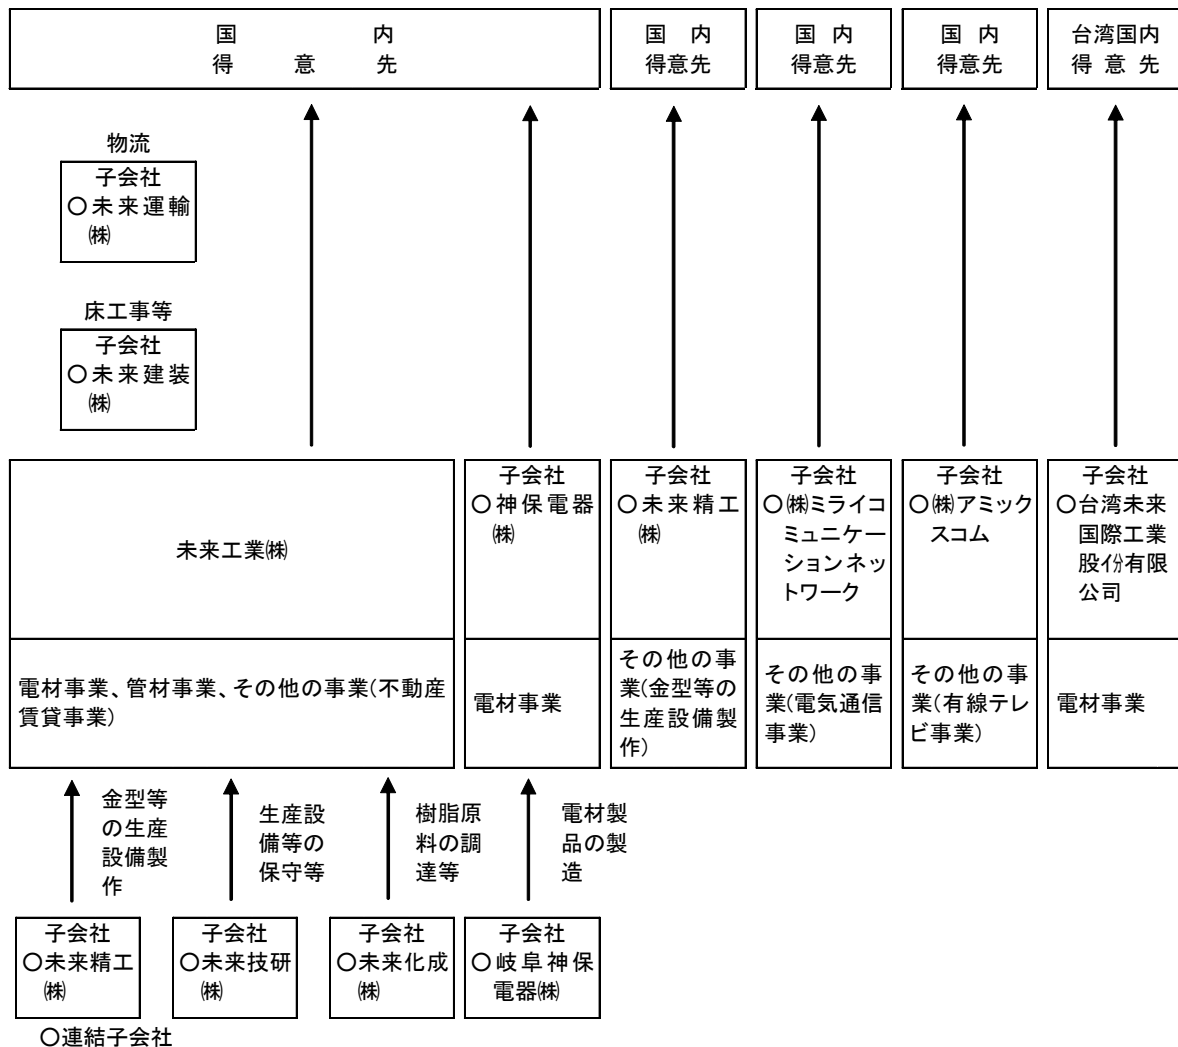 国内
得意先
国内
得意先
国内
得意先
国内
得意先
台湾国内
得意先
物流
子会社
○未来運輸
㈱
床工事等
子会社
○未来建装
㈱
未来工業㈱
電材事業、管材事業、その他の事業(不動産
賃貸事業)
子会社
○神保電器
㈱
電材事業
子会社
○未来精工
㈱
その他の事
業(金型等の
生産設備製
作)
子会社
○㈱ミライコ
ミュニケー
ションネッ
トワーク
その他の事
業(電気通信
事業)
子会社
○㈱アミック
スコム
その他の事
業(有線テレ
ビ事業)
子会社
○台湾未来
国際工業
股份有限
公司
電材事業
金型等
の生産
設備製
作
生産設
備等の
保守等
樹脂原
料の調
達等
電材製
品の製
造
子会社
○未来精工
㈱
子会社
○未来技研
㈱
子会社
○未来化成
㈱
子会社
○岐阜神保
電器㈱
○連結子会社